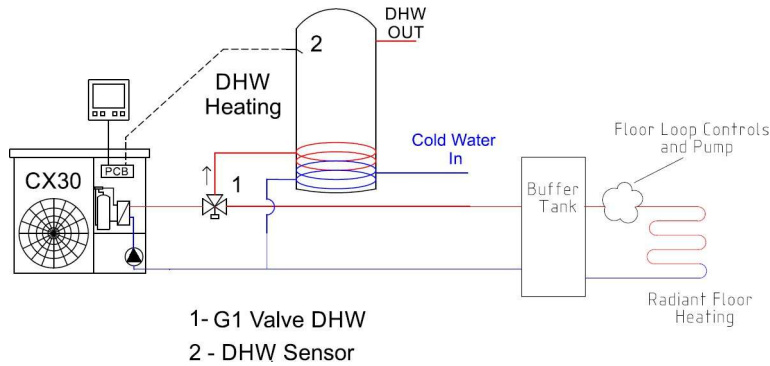 DHW
OUT
2
DHW
Heating
PCB
CX30
1
Cold Water
In
Buffer
Tank
Floor Loop Controls
and Pump
Radiant Floor
Heating
1- G1 Valve DHW
2 - DHW Sensor